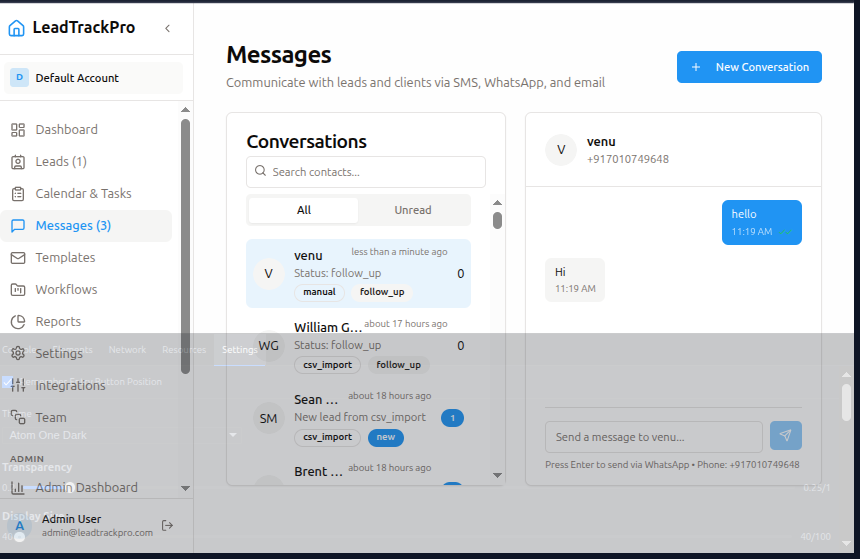 LeadTrackPro
D Default Account
Dashboard
Leads (1)
Calendar & Tasks
Messages (3)
Templates
Workflows
Reports
Settings
Integrations
Team
ADMIN
Admin Dashboard
A Admin User
admin@leadtrackpro.com
Messages
Communicate with leads and clients via SMS, WhatsApp, and email
+ New Conversation
Conversations
Search contacts...
All Unread
V venu less than a minute ago
Status: follow_up 0
manual follow_up
WG William G... about 17 hours ago
Status: follow_up 0
csv_import follow_up
SM Sean ... about 18 hours ago
New lead from csv_import 1
csv_import new
Brent ... about 18 hours ago
V venu
+917010749648
hello
11:19 AM
Hi
11:19 AM
Send a message to venu...
Press Enter to send via WhatsApp • Phone: +917010749648
Network Resources Settings
Button Position
Atom One Dark
Transparency
0.25/1
Display
40/100